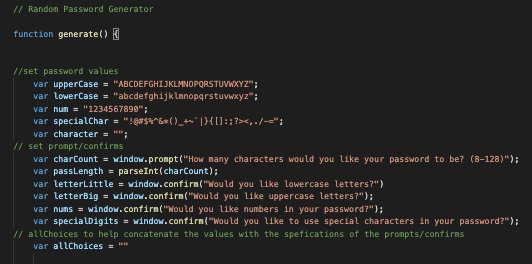 // Random Password Generator
function generate() {
//set password values
var upperCase = "ABCDEFGHIJKLMNOPQRSTUVWXYZ";
var lowerCase = "abcdefghijklmnopqrstuvwxyz";
var num = "1234567890";
var specialChar = "!@#$%^&*()_+~`|}{[]:;?><,./-=";
var character = "";
// set prompt/confirms
var charCount = window.prompt("How many characters would you like your password to be? (8-128)");
var passLength = parseInt(charCount);
var letterLittle = window.confirm("Would you like lowercase letters?")
var letterBig = window.confirm("Would you like uppercase letters?");
var nums = window.confirm("Would you like numbers in your password?");
var specialDigits = window.confirm("Would you like to use special characters in your password?");
// allChoices to help concatenate the values with the spefications of the prompts/confirms
var allChoices = ""